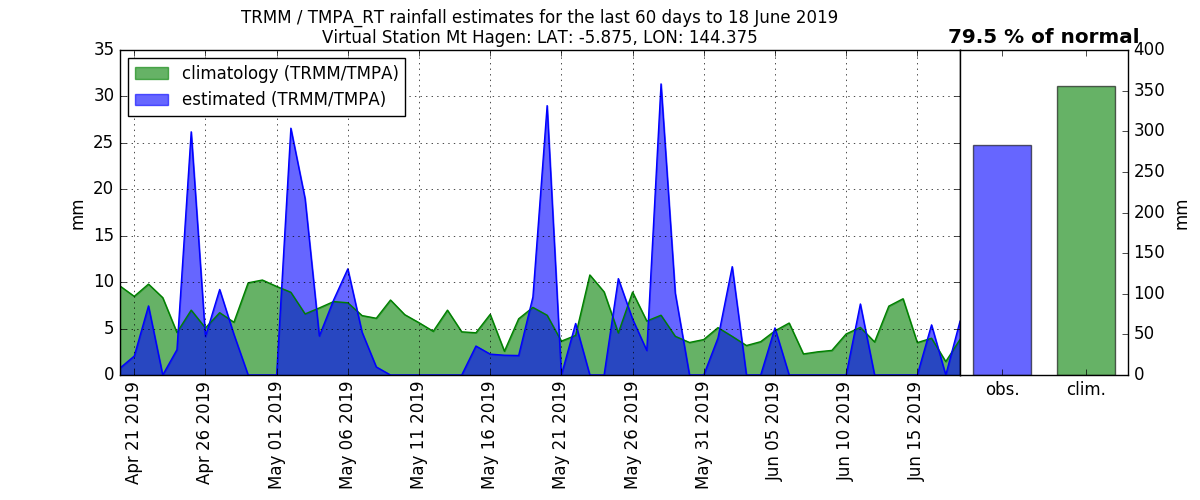 TRMM / TMPA_RT rainfall estimates for the last 60 days to 18 June 2019
Virtual Station Mt Hagen: LAT: -5.875, LON: 144.375
79.5 % of normal
climatology (TRMM/TMPA)
estimated (TRMM/TMPA)
mm
35
30
25
20
15
10
5
0
Apr 21 2019
Apr 26 2019
May 01 2019
May 06 2019
May 11 2019
May 16 2019
May 21 2019
May 26 2019
May 31 2019
Jun 05 2019
Jun 10 2019
Jun 15 2019
obs.
clim.
400
350
300
250
200
150
100
50
0
mm